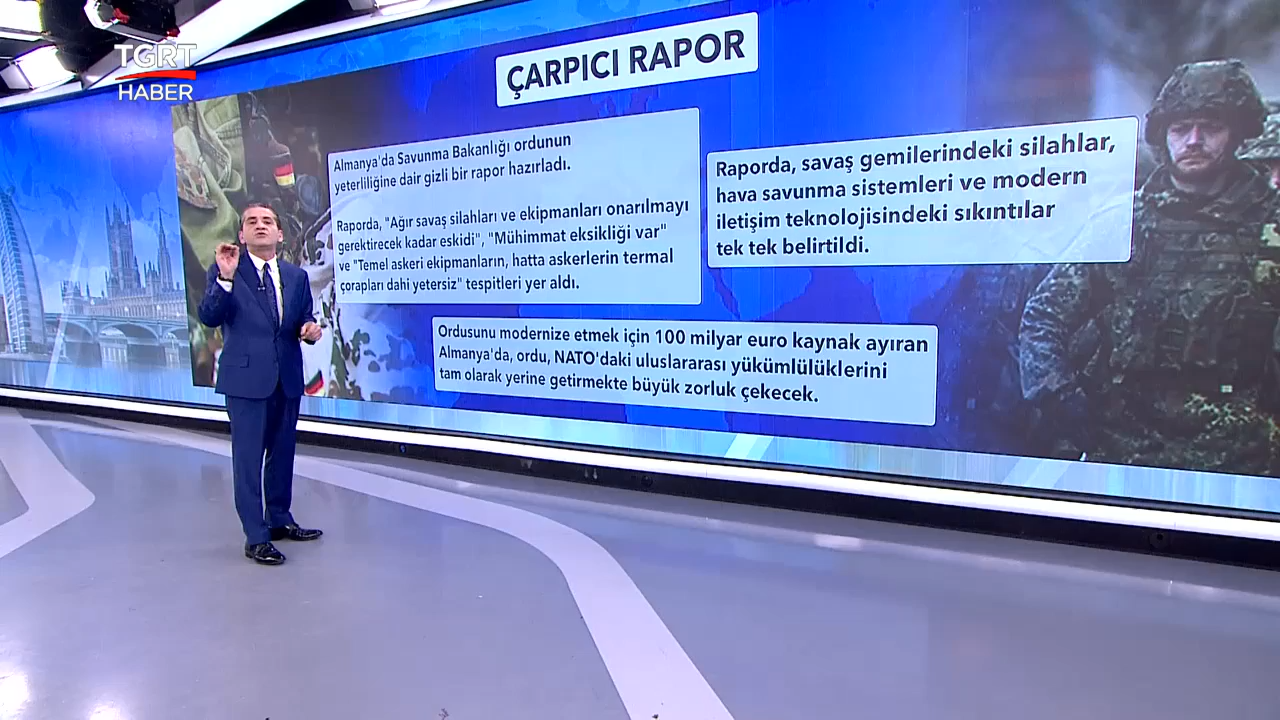 TGRT
HABER
ÇARPICI RAPOR
Almanya'da Savunma Bakanlığı ordunun
yeterliliğine dair gizli bir rapor hazırladı.
Raporda, "Ağır savaş silahları ve ekipmanları onarılmayı
gerektirecek kadar eskidi", "Mühimmat eksikliği var"
ve "Temel askeri ekipmanların, hatta askerlerin termal
çorapları dahi yetersiz" tespitleri yer aldı.
Raporda, savaş gemilerindeki silahlar,
hava savunma sistemleri ve modern
iletişim teknolojisindeki sıkıntılar
tek tek belirtildi.
Ordusunu modernize etmek için 100 milyar euro kaynak ayıran
Almanya'da, ordu, NATO'daki uluslararası yükümlülüklerini
tam olarak yerine getirmekte büyük zorluk çekecek.